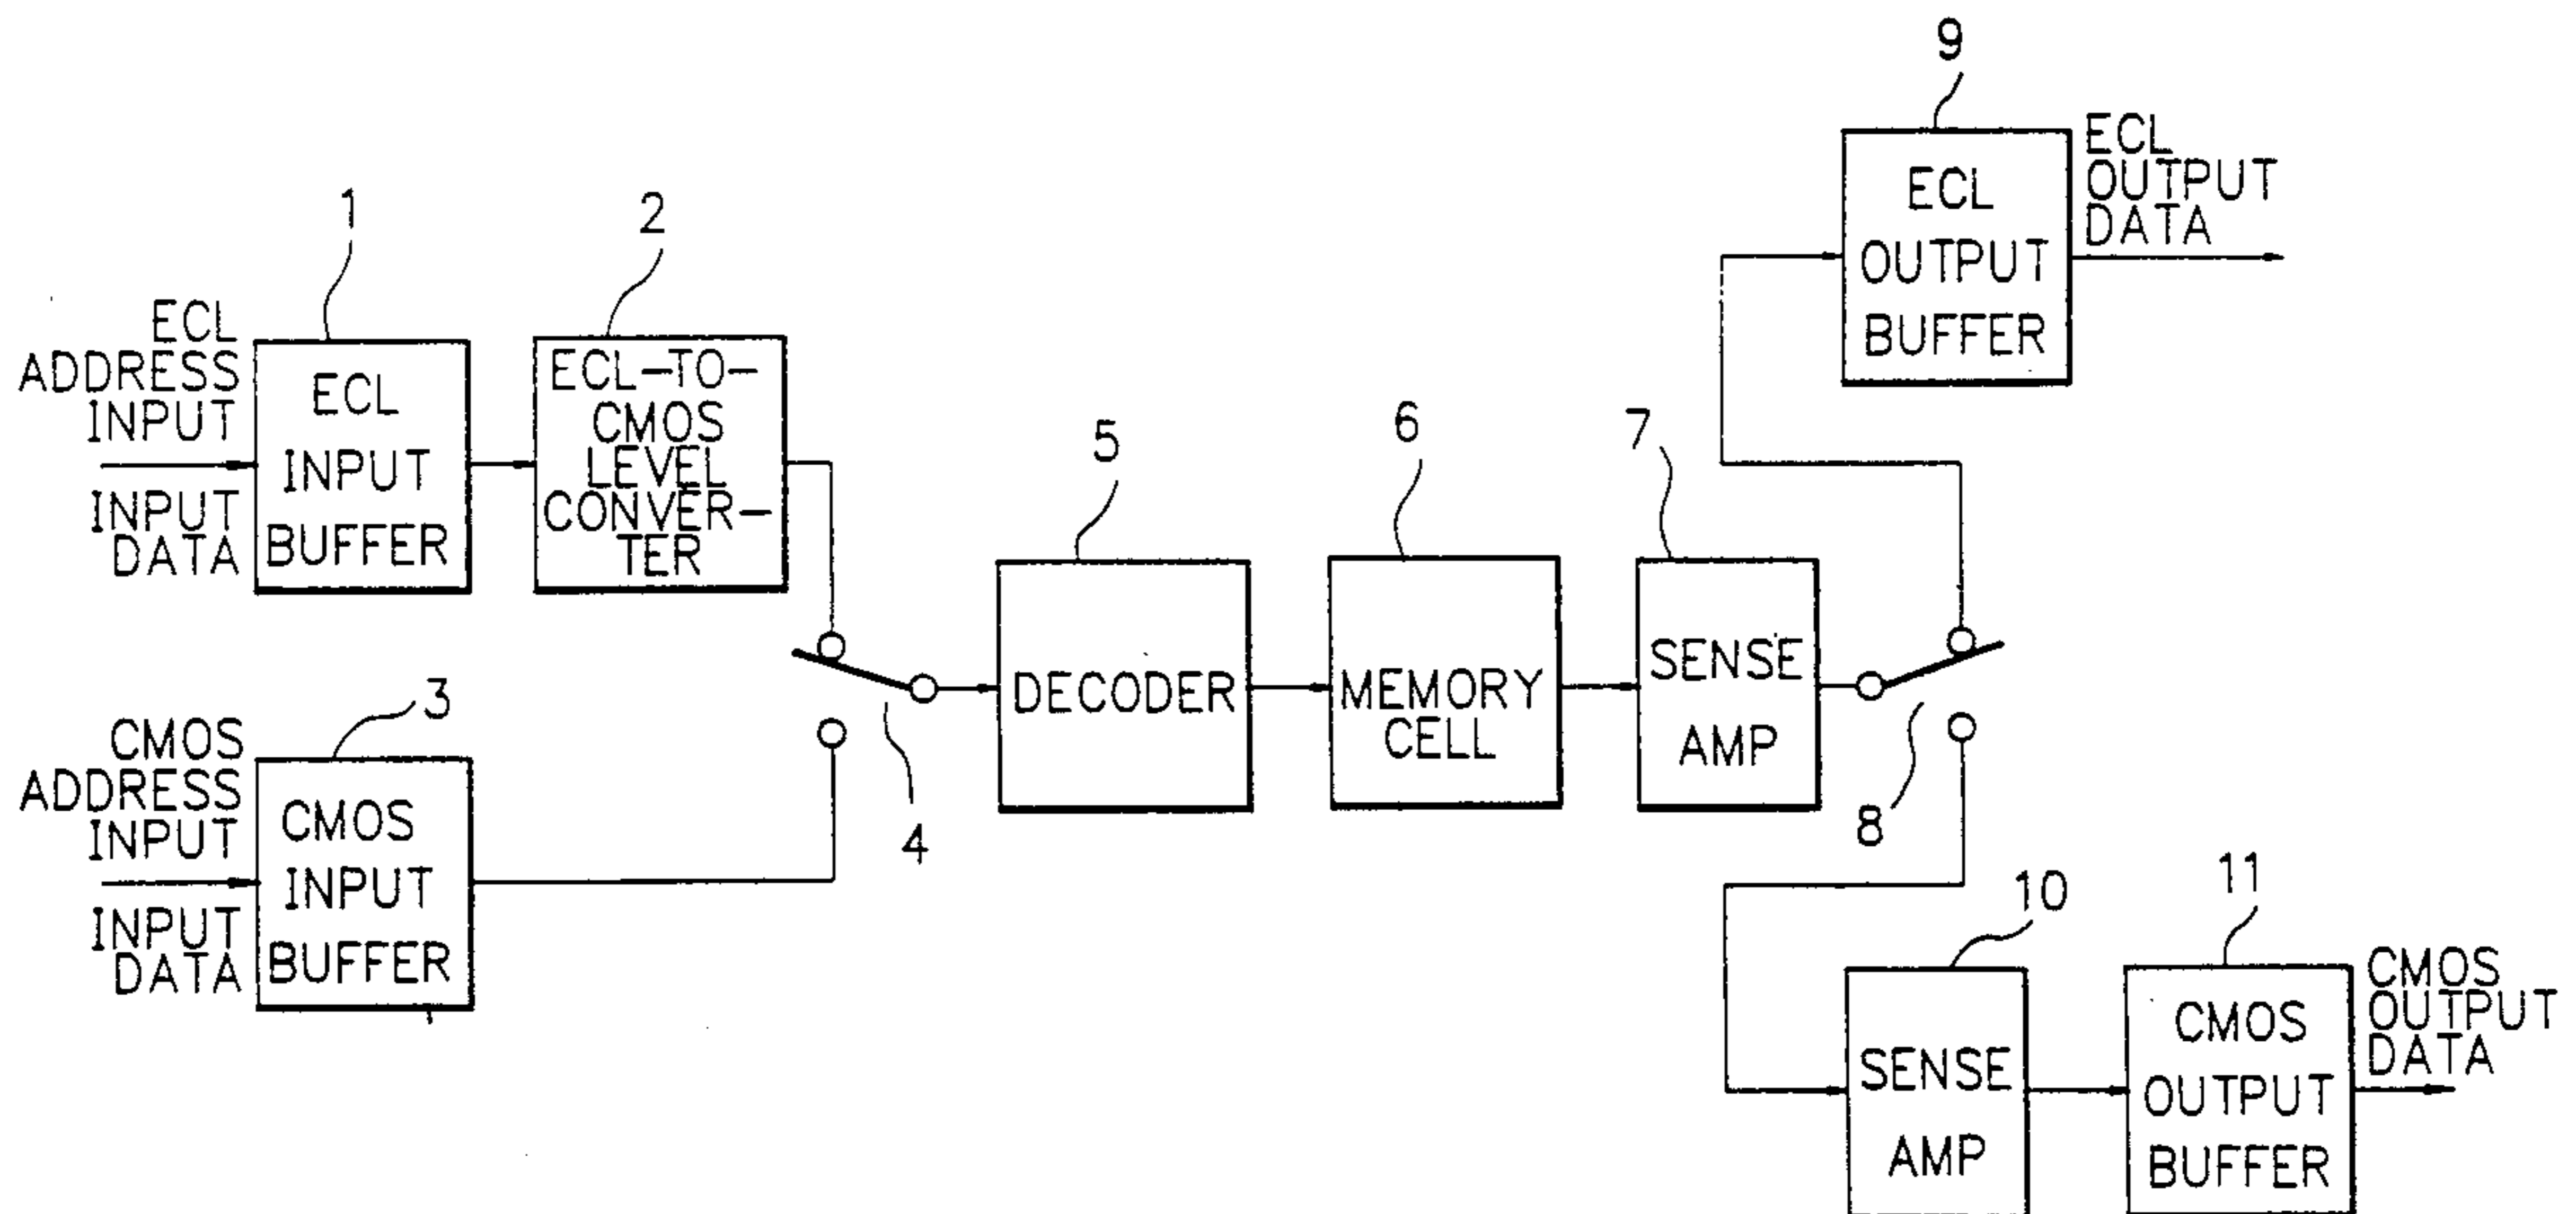 9
ECL
OUTPUT
DATA
ECL
OUTPUT
BUFFER
1
2
ECL
ADDRESS
INPUT
INPUT
DATA
ECL
INPUT
BUFFER
ECL-TO-
CMOS
LEVEL
CONVER-
TER
5
6
7
DECODER
MEMORY
CELL
SENSE
AMP
3
4
8
CMOS
ADDRESS
INPUT
INPUT
DATA
CMOS
INPUT
BUFFER
10
11
SENSE
AMP
CMOS
OUTPUT
BUFFER
CMOS
OUTPUT
DATA